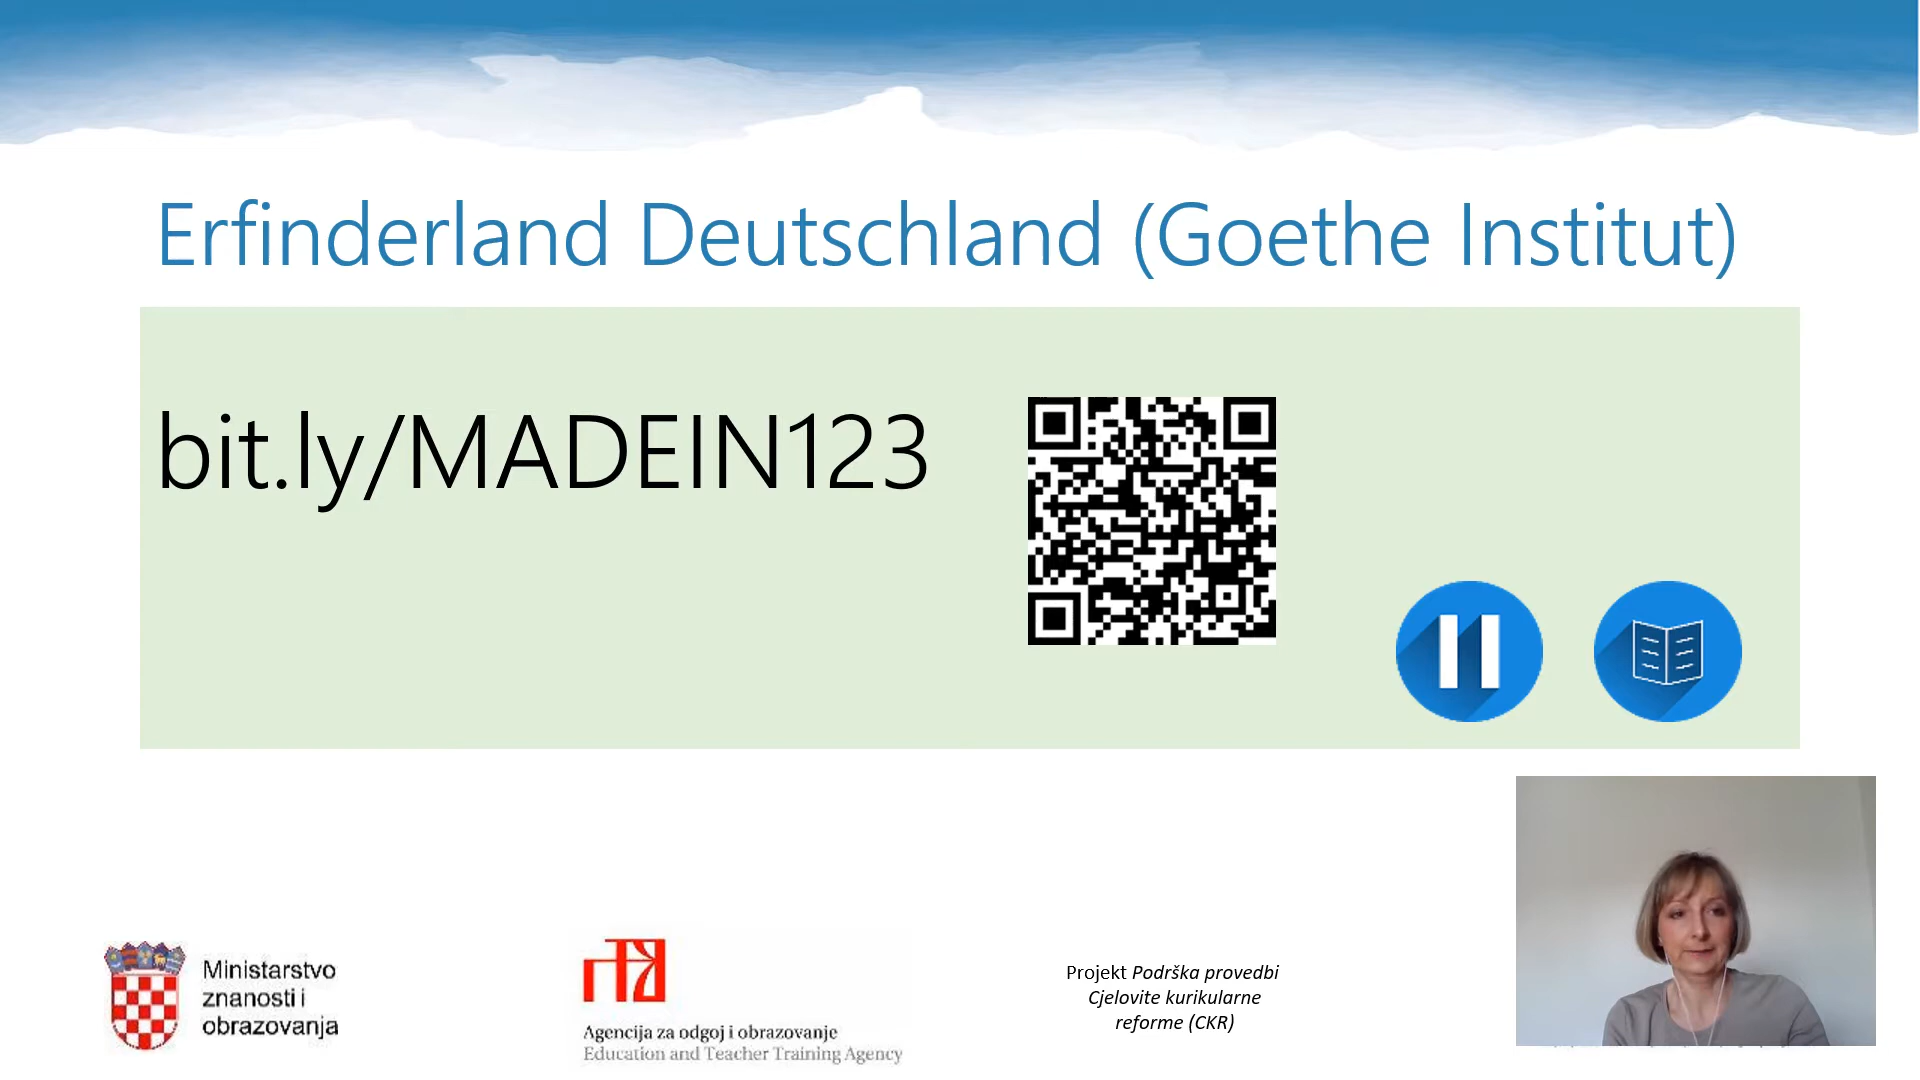 Erfinderland Deutschland (Goethe Institut)
bit.ly/MADEIN123
Ministarstvo
znanosti i
obrazovanja
Agencija za odgoj i obrazovanje
Education and Teacher Training Agency
Projekt Podrška provedbi
Cjelovite kurikularne
reforme (CKR)